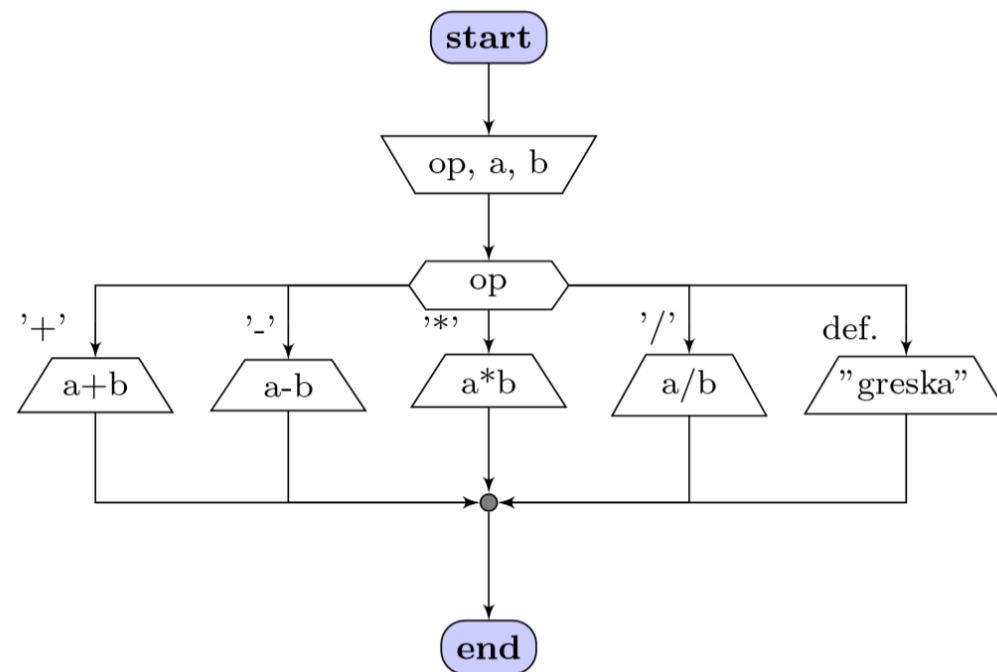 start
op, a, b
op
’+’
’-’
’*’
’/’
def.
a+b
a-b
a*b
a/b
”greska”
end